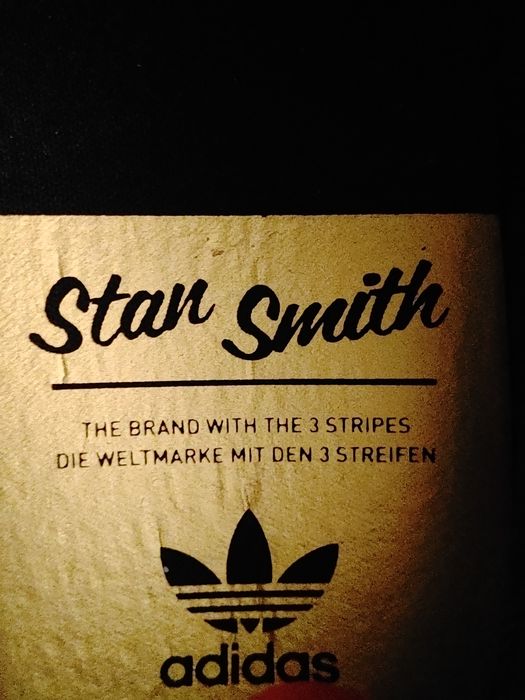 Stan Smith
THE BRAND WITH THE 3 STRIPES
DIE WELTMARKE MIT DEN 3 STREIFEN
adidas